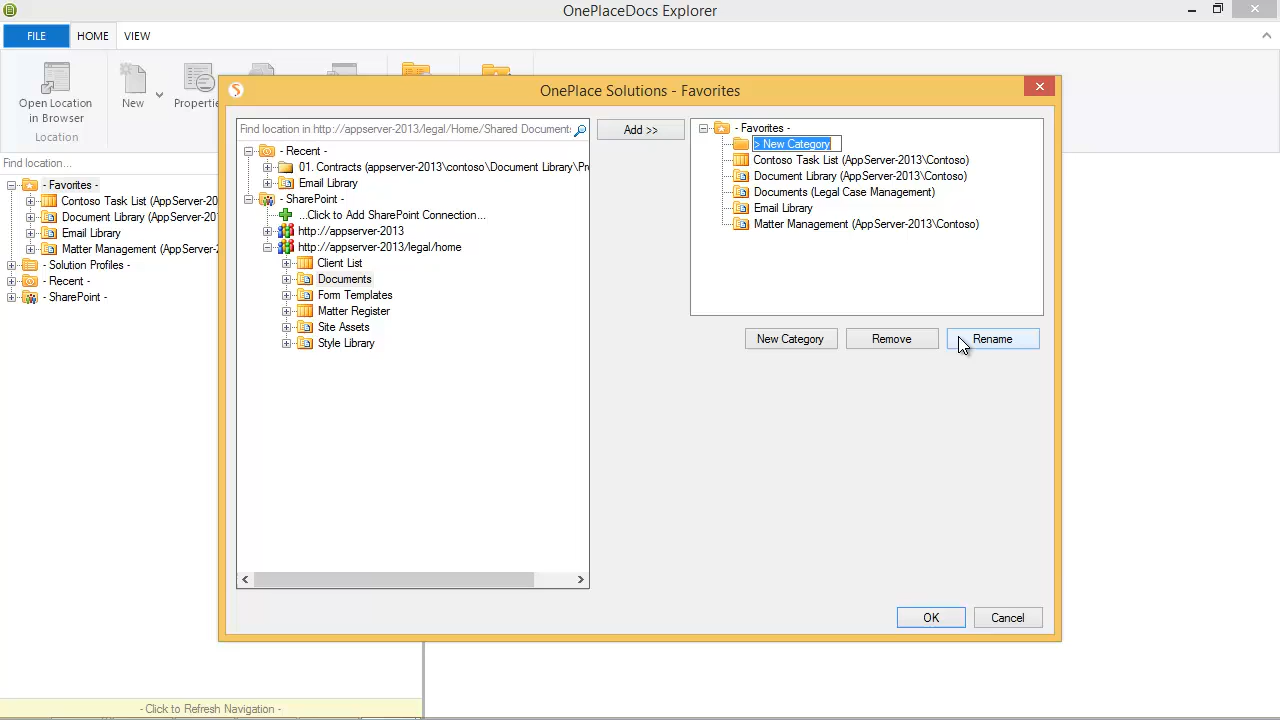 OnePlaceDocs Explorer
FILE
HOME
VIEW
Open Location
in Browser
Location
New
Find location...
- Favorites -
Contoso Task List (AppServer-20
Document Library (AppServer-20
Email Library
Matter Management (AppServer-2
- Solution Profiles -
- Recent -
- SharePoint -
- Click to Refresh Navigation -
OnePlace Solutions - Favorites
Find location in http://appserver-2013/legal/Home/Shared Document
- Recent -
01. Contracts (appserver-2013\contoso\Document Library\Pr
Email Library
- SharePoint -
...Click to Add SharePoint Connection...
http://appserver-2013
http://appserver-2013/legal/home
Client List
Documents
Form Templates
Matter Register
Site Assets
Style Library
Add >>
- Favorites -
> New Category
Contoso Task List (AppServer-2013\Contoso)
Document Library (AppServer-2013\Contoso)
Documents (Legal Case Management)
Email Library
Matter Management (AppServer-2013\Contoso)
New Category
Remove
Rename
OK
Cancel